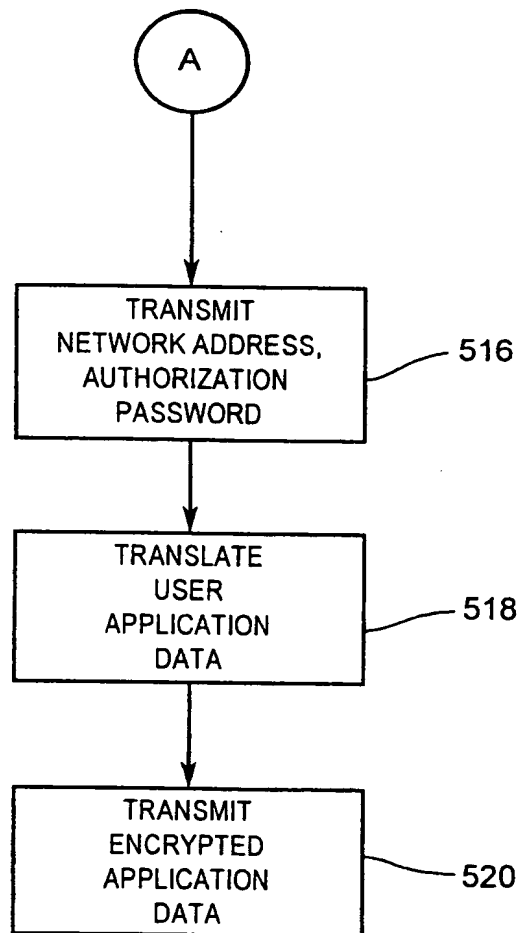 A
TRANSMIT
NETWORK ADDRESS,
AUTHORIZATION
PASSWORD
516
TRANSLATE
USER
APPLICATION
DATA
518
TRANSMIT
ENCRYPTED
APPLICATION
DATA
520